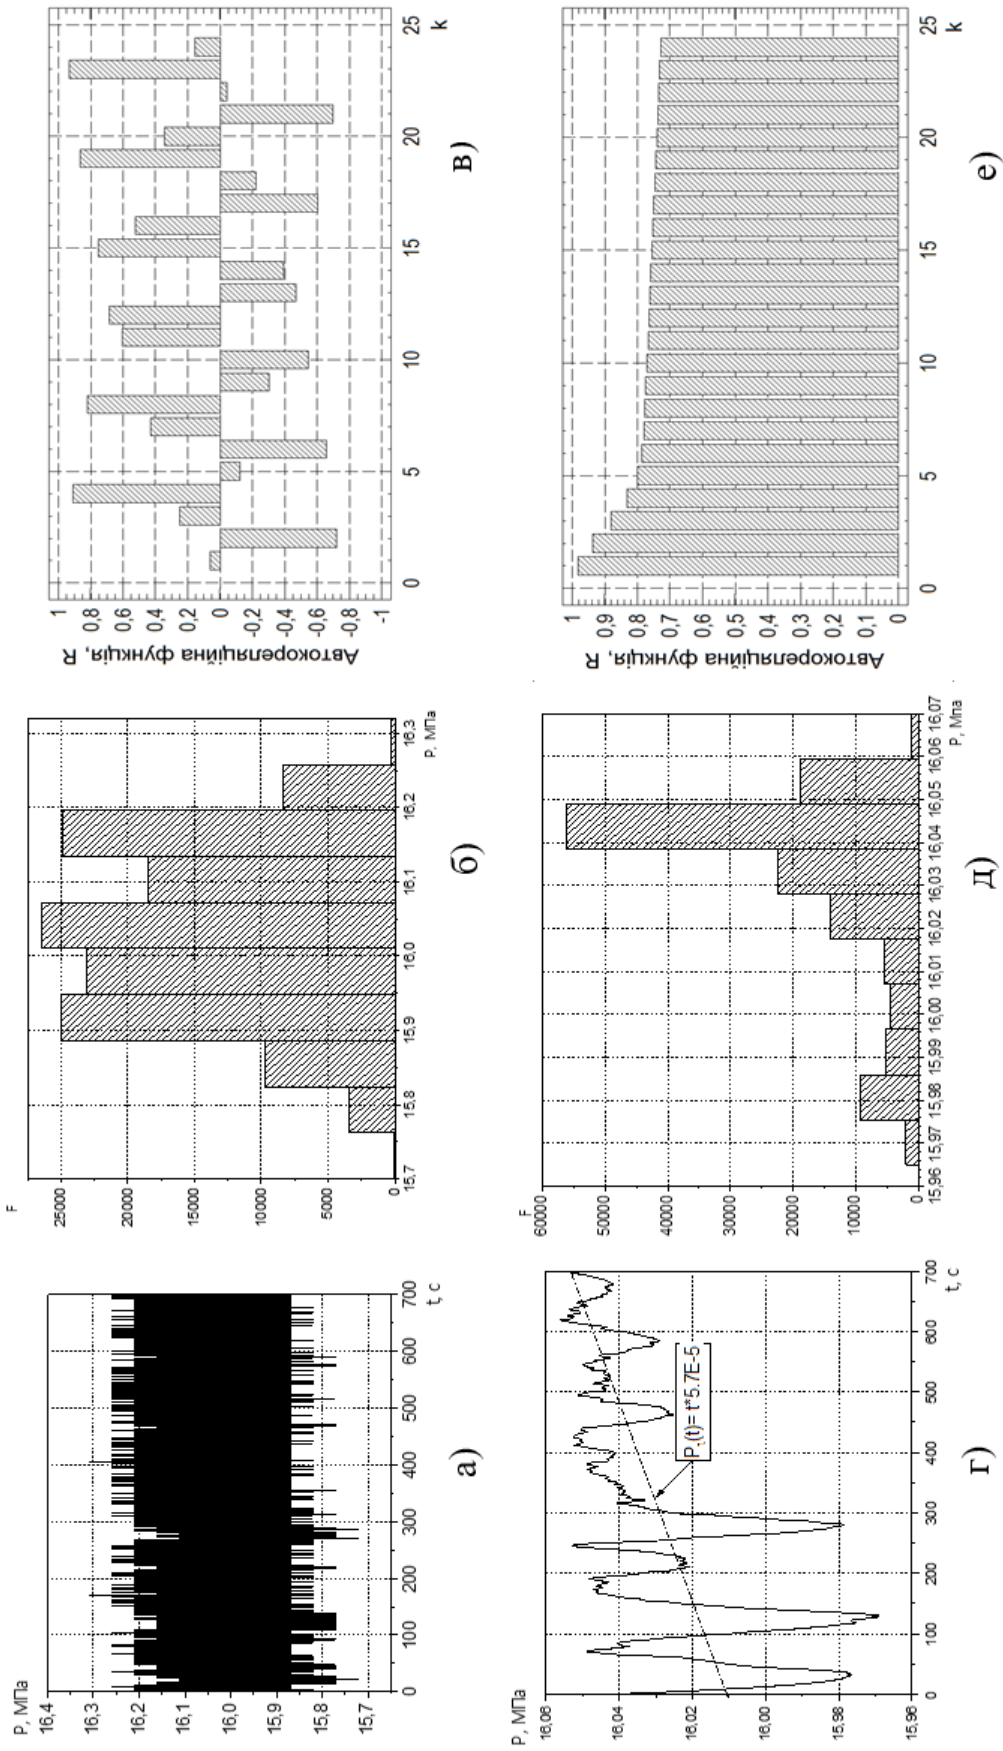 P, МПа
16,4
16,3
16,2
16,1
16,0
15,9
15,8
15,7
0 100 200 300 400 500 600 700
t, c
а)
F
25000
20000
15000
10000
5000
0
15,7 15,8 15,9 16,0 16,1 16,2 16,3
P, МПа
б)
Автокореляційна функція, R
1
0,8
0,6
0,4
0,2
0
-0,2
-0,4
-0,6
-0,8
-1
0 5 10 15 20 25
k
в)
P, МПа
16,06
16,04
16,02
16,00
15,98
15,96
P_t(t)= t*5.7E-5
0 100 200 300 400 500 600 700
t, c
г)
F
60000
50000
40000
30000
20000
10000
0
15,96 15,97 15,98 15,99 16,00 16,01 16,02 16,03 16,04 16,05 16,06 16,07
P, Мпа
д)
Автокореляційна функція, R
1
0,9
0,8
0,7
0,6
0,5
0,4
0,3
0,2
0,1
0
0 5 10 15 20 25
k
е)